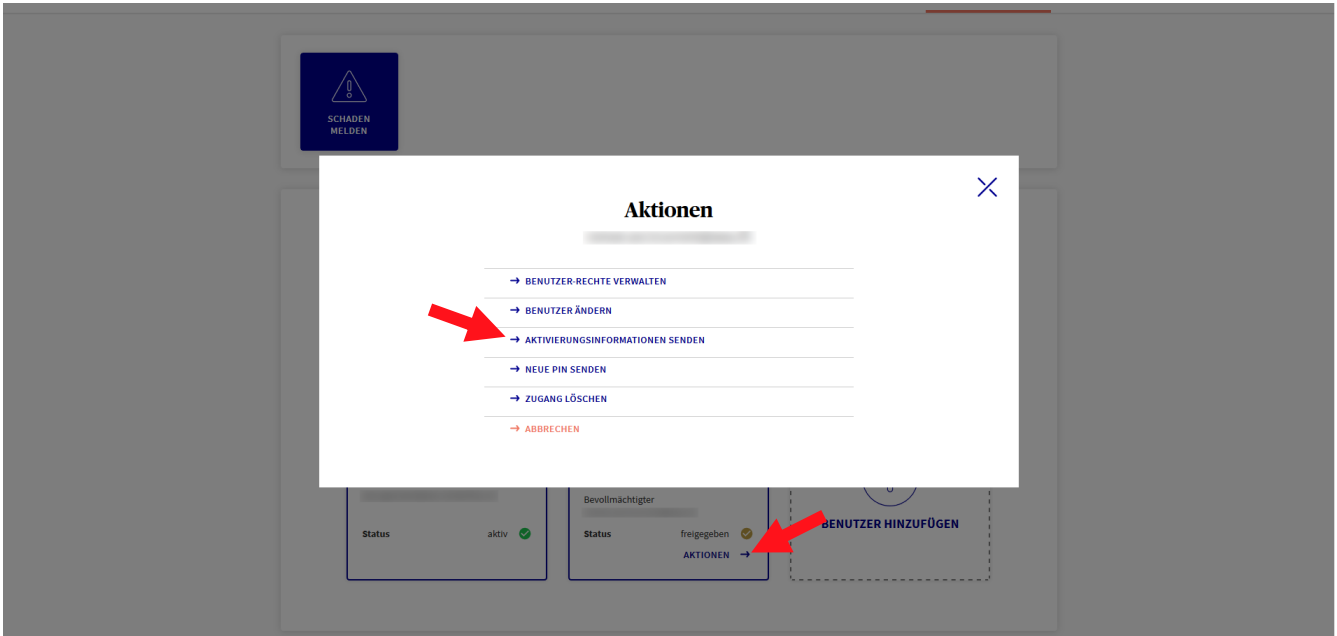 SCHADEN
MELDEN
Aktionen
→ BENUTZER-RECHTE VERWALTEN
→ BENUTZER ÄNDERN
→ AKTIVIERUNGSINFORMATIONEN SENDEN
→ NEUE PIN SENDEN
→ ZUGANG LÖSCHEN
→ ABBRECHEN
Status aktiv
Bevollmächtigter
Status freigegeben
AKTIONEN →
BENUTZER HINZUFÜGEN